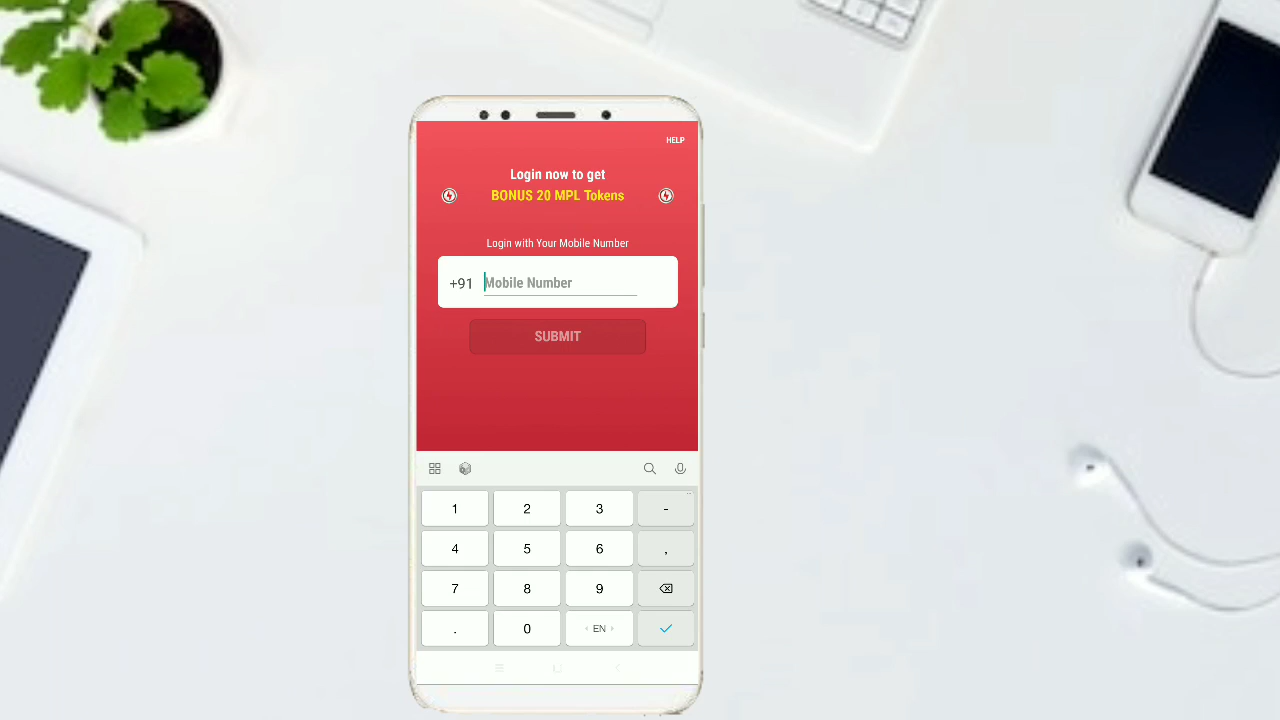 HELP
Login now to get
BONUS 20 MPL Tokens
Login with Your Mobile Number
+91 Mobile Number
SUBMIT
1 2 3 -
4 5 6 ,
7 8 9
. 0 EN